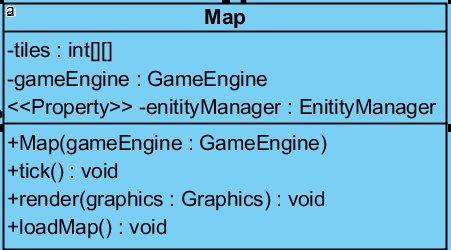 a
Map
-tiles : int[][]
-gameEngine : GameEngine
<<Property>> -enitityManager : EnitityManager
+Map(gameEngine : GameEngine)
+tick() : void
+render(graphics : Graphics) : void
+loadMap() : void